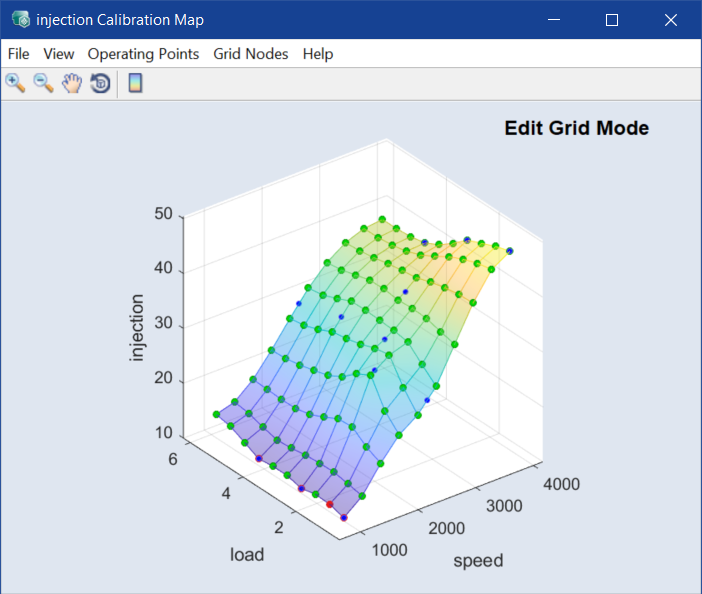 injection Calibration Map
File View Operating Points Grid Nodes Help
Edit Grid Mode
50
40
30
20
10
injection
6
4
2
load
1000
2000
3000
4000
speed